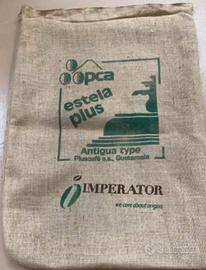 opca
estela
plus
Antigua type
Pluscafé s.a., Guatemala
IMPERATOR
we care about origins